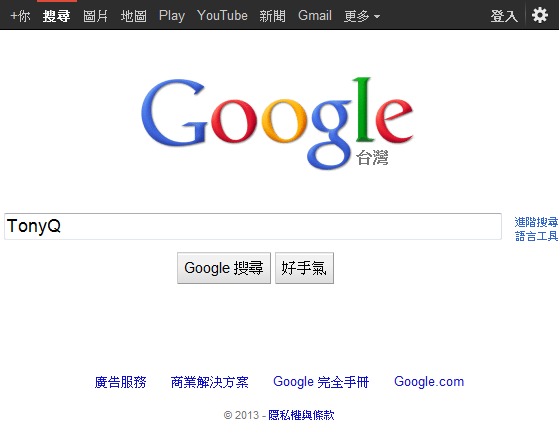 +你 搜尋 圖片 地圖 Play YouTube 新聞 Gmail 更多 登入
Google
台灣
TonyQ
進階搜尋
語言工具
Google 搜尋 好手氣
廣告服務 商業解決方案 Google 完全手冊 Google.com
© 2013 - 隱私權與條款